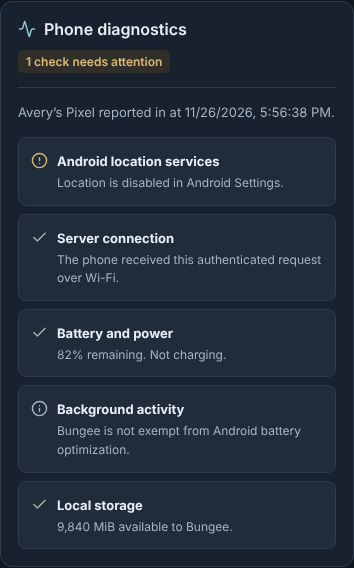 Phone diagnostics
1 check needs attention
Avery's Pixel reported in at 11/26/2026, 5:56:38 PM.
Android location services
Location is disabled in Android Settings.
Server connection
The phone received this authenticated request
over Wi-Fi.
Battery and power
82% remaining. Not charging.
Background activity
Bungee is not exempt from Android battery
optimization.
Local storage
9,840 MiB available to Bungee.